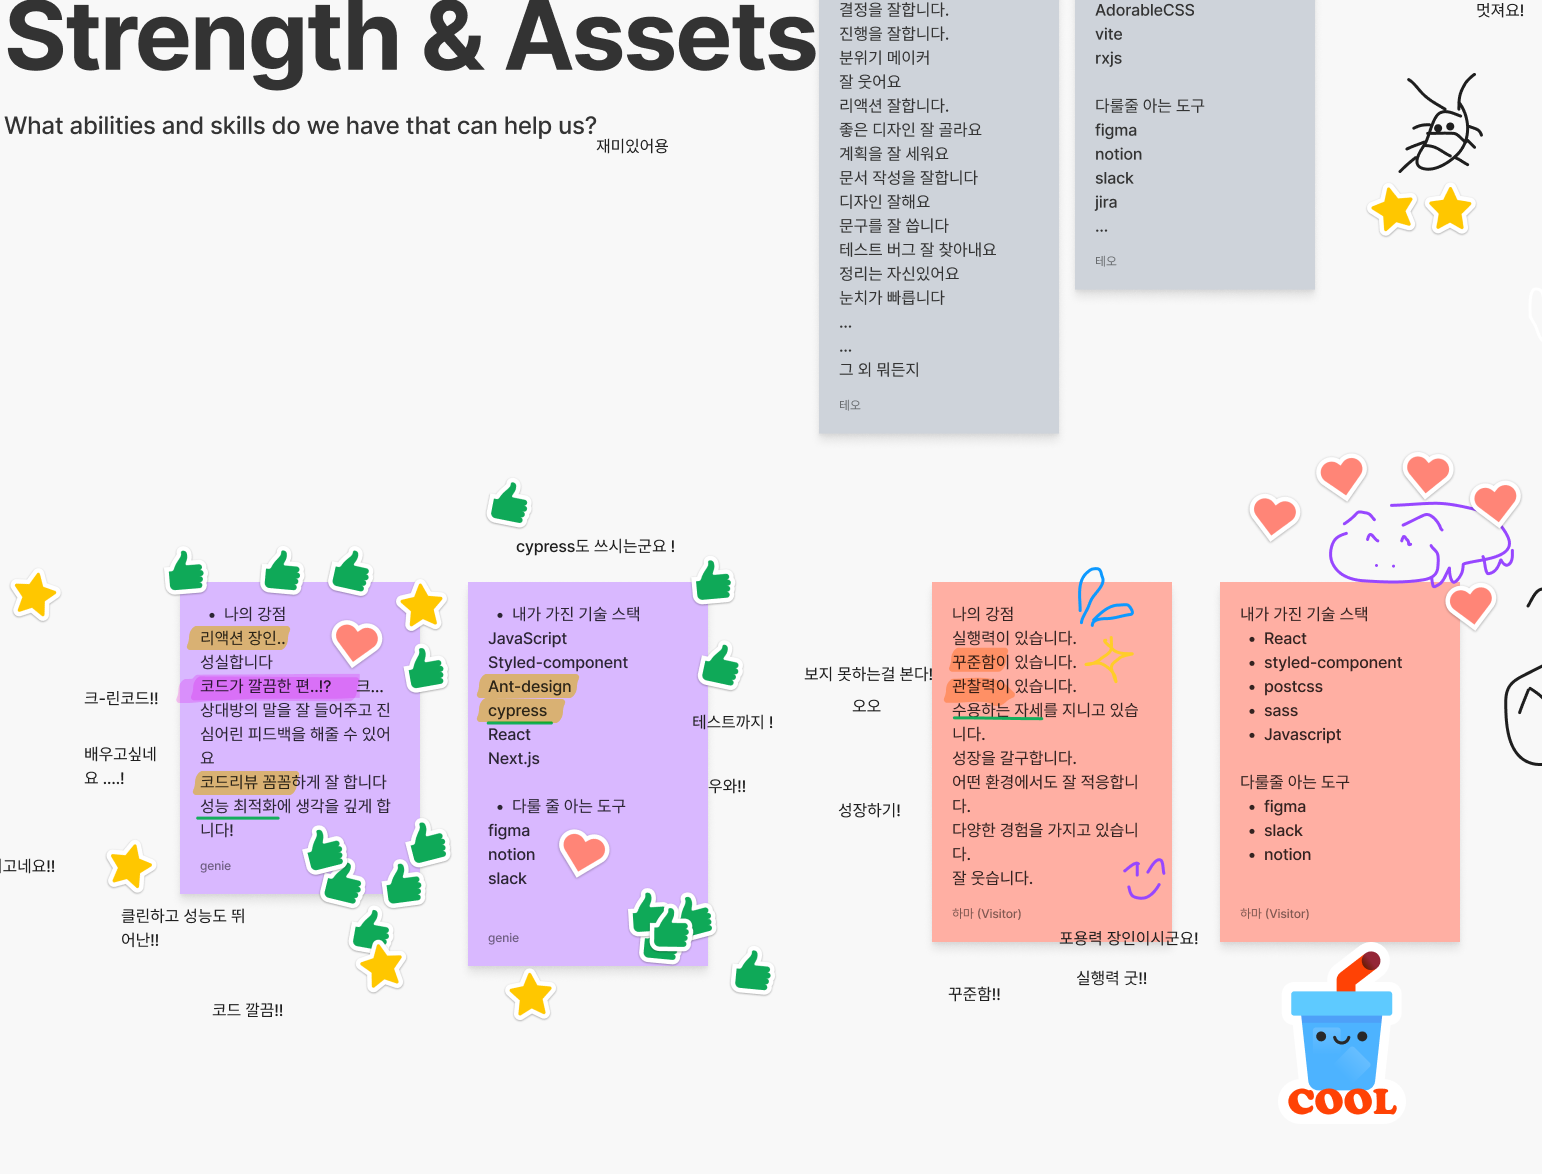 Strength & Assets
What abilities and skills do we have that can help us?
재미있어용
결정을 잘합니다.
진행을 잘합니다.
분위기 메이커
잘 웃어요
리액션 잘합니다.
좋은 디자인 잘 골라요
계획을 잘 세워요
문서 작성을 잘합니다
디자인 잘해요
문구를 잘 씁니다
테스트 버그 잘 찾아내요
정리는 자신있어요
눈치가 빠릅니다
...
...
그 외 뭐든지
테오
AdorableCSS
vite
rxjs
다룰줄 아는 도구
figma
notion
slack
jira
...
테오
멋져요!
크-린코드!!
배우고싶네
요 ....!
고네요!!
• 나의 강점
리액션 장인..
성실합니다
코드가 깔끔한 편..!? 크...
상대방의 말을 잘 들어주고 진
심어린 피드백을 해줄 수 있어
요
코드리뷰 꼼꼼하게 잘 합니다
성능 최적화에 생각을 깊게 합
니다!
genie
클린하고 성능도 뛰
어난!!
코드 깔끔!!
cypress도 쓰시는군요 !
• 내가 가진 기술 스택
JavaScript
Styled-component
Ant-design
cypress
React
Next.js
• 다룰 줄 아는 도구
figma
notion
slack
genie
테스트까지 !
우와!!
보지 못하는걸 본다!
오오
성장하기!
나의 강점
실행력이 있습니다.
꾸준함이 있습니다.
관찰력이 있습니다.
수용하는 자세를 지니고 있습
니다.
성장을 갈구합니다.
어떤 환경에서도 잘 적응합니
다.
다양한 경험을 가지고 있습니
다.
잘 웃습니다.
하마 (Visitor)
포용력 장인이시군요!
실행력 굿!!
꾸준함!!
내가 가진 기술 스택
• React
• styled-component
• postcss
• sass
• Javascript
다룰줄 아는 도구
• figma
• slack
• notion
하마 (Visitor)
COOL